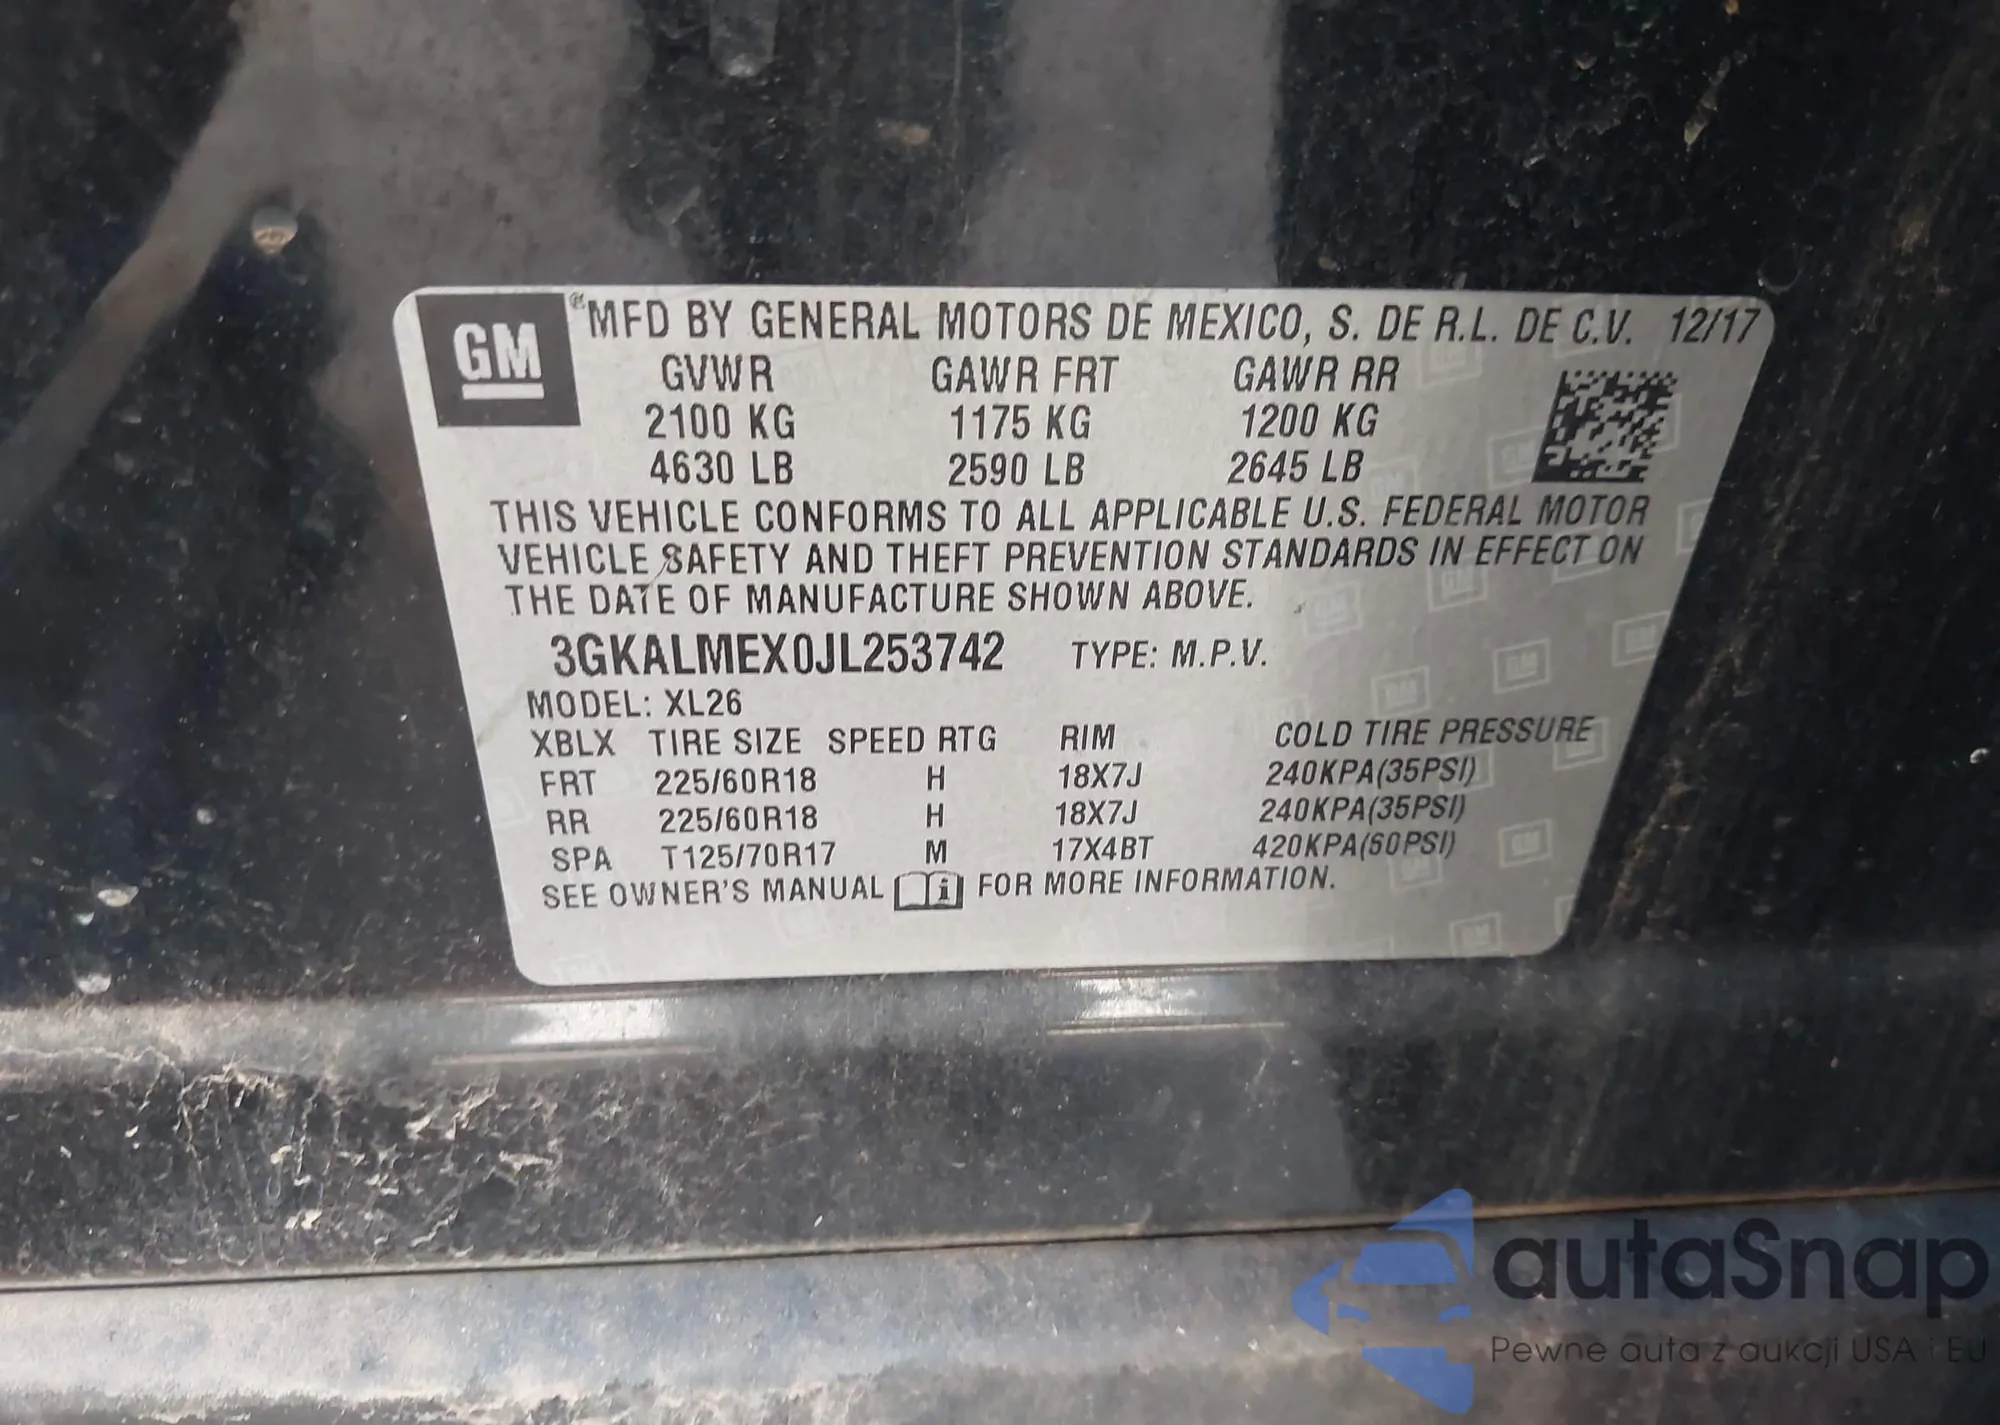 GM
® MFD BY GENERAL MOTORS DE MEXICO, S. DE R.L. DE C.V. 12/17
GVWR GAWR FRT GAWR RR
2100 KG 1175 KG 1200 KG
4630 LB 2590 LB 2645 LB
THIS VEHICLE CONFORMS TO ALL APPLICABLE U.S. FEDERAL MOTOR
VEHICLE SAFETY AND THEFT PREVENTION STANDARDS IN EFFECT ON
THE DATE OF MANUFACTURE SHOWN ABOVE.
3GKALMEX0JL253742 TYPE: M.P.V.
MODEL: XL26
XBLX TIRE SIZE SPEED RTG RIM COLD TIRE PRESSURE
FRT 225/60R18 H 18X7J 240KPA(35PSI)
RR 225/60R18 H 18X7J 240KPA(35PSI)
SPA T125/70R17 M 17X4BT 420KPA(60PSI)
SEE OWNER'S MANUAL i FOR MORE INFORMATION.
autaSnap
Pewne auta z aukcji USA i EU